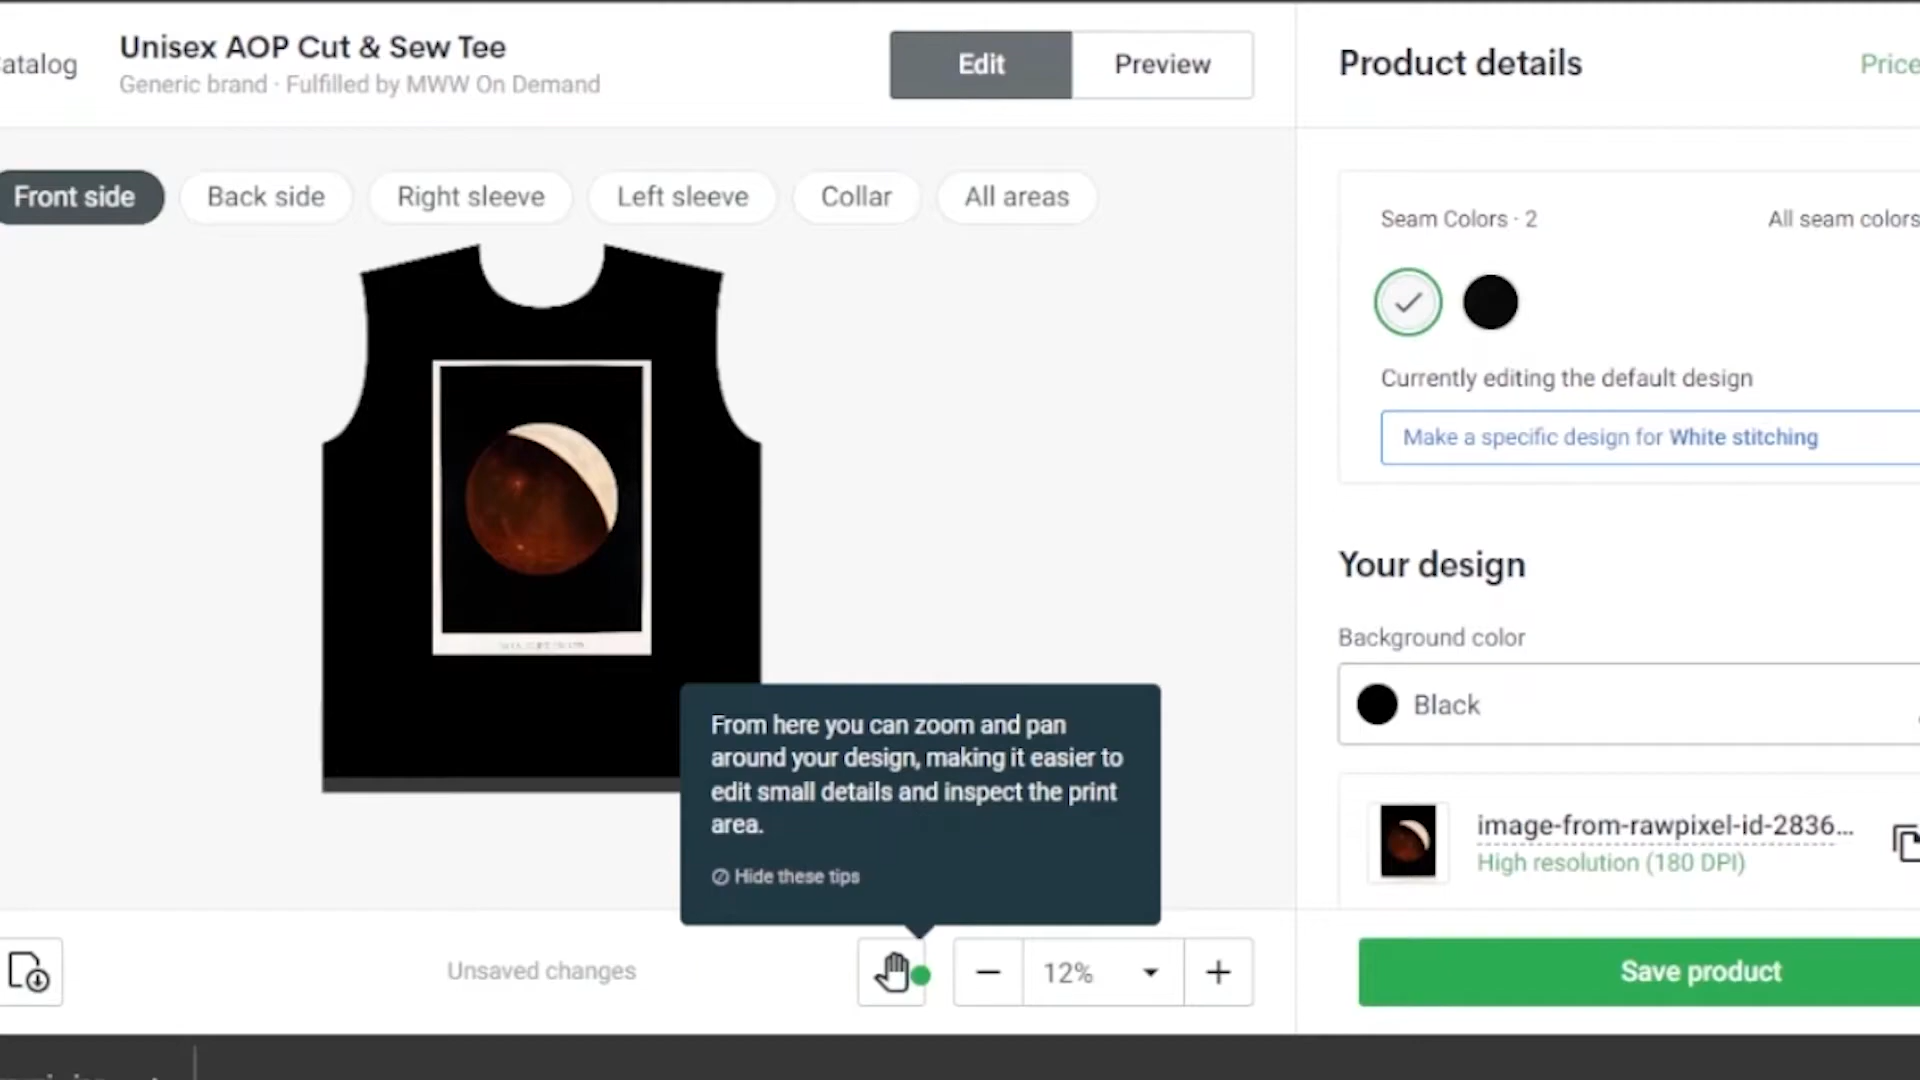 atalog
Unisex AOP Cut & Sew Tee
Generic brand · Fulfilled by MWW On Demand
Edit
Preview
Product details
Price
Front side
Back side
Right sleeve
Left sleeve
Collar
All areas
Seam Colors · 2
All seam colors
Currently editing the default design
Make a specific design for White stitching
Your design
Background color
Black
image-from-rawpixel-id-2836...
High resolution (180 DPI)
From here you can zoom and pan
around your design, making it easier to
edit small details and inspect the print
area.
Hide these tips
Unsaved changes
12%
Save product